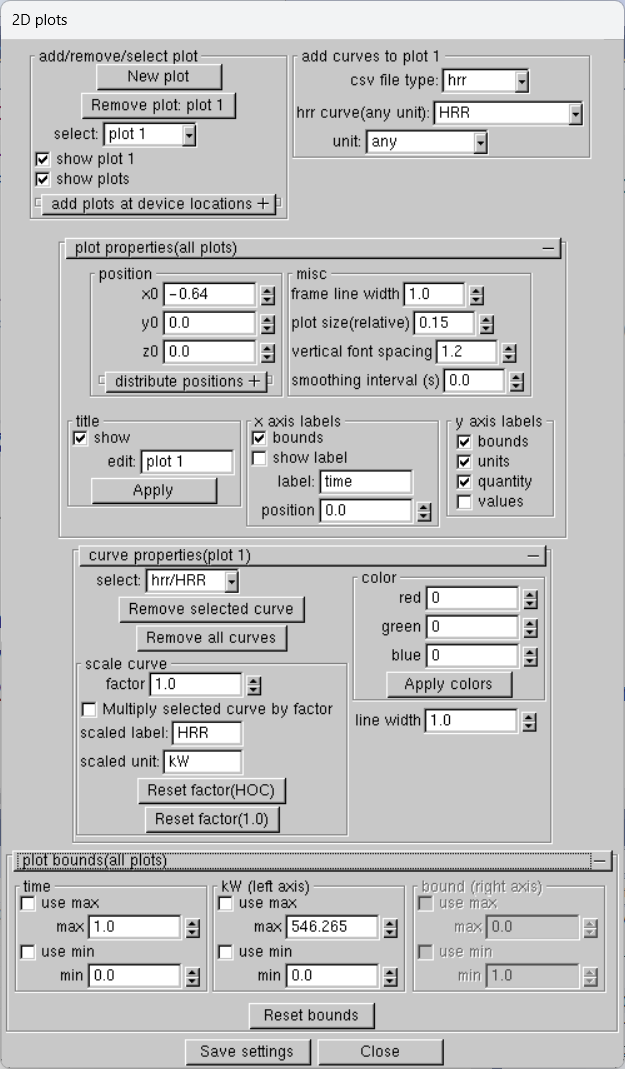 2D plots
add/remove/select plot
New plot
Remove plot: plot 1
select: plot 1
show plot 1
show plots
add plots at device locations +
add curves to plot 1
csv file type: hrr
hrr curve(any unit): HRR
unit: any
plot properties(all plots) −
position
x0 −0.64
y0 0.0
z0 0.0
distribute positions +
misc
frame line width 1.0
plot size(relative) 0.15
vertical font spacing 1.2
smoothing interval (s) 0.0
title
show
edit: plot 1
Apply
x axis labels
bounds
show label
label: time
position 0.0
y axis labels
bounds
units
quantity
values
curve properties(plot 1) −
select: hrr/HRR
Remove selected curve
Remove all curves
scale curve
factor 1.0
Multiply selected curve by factor
scaled label: HRR
scaled unit: kW
Reset factor(HOC)
Reset factor(1.0)
color
red 0
green 0
blue 0
Apply colors
line width 1.0
plot bounds(all plots) −
time
use max
max 1.0
use min
min 0.0
kW (left axis)
use max
max 546.265
use min
min 0.0
bound (right axis)
use max
max 0.0
use min
min 1.0
Reset bounds
Save settings
Close